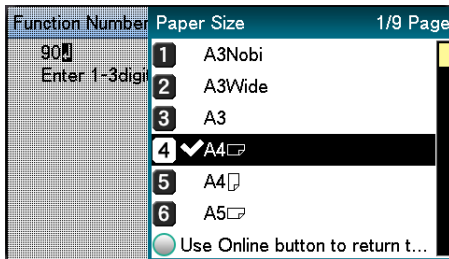 Function Number
90
Enter 1-3digi
Paper Size 1/9 Page
1 A3Nobi
2 A3Wide
3 A3
4 A4
5 A4
6 A5
Use Online button to return t...